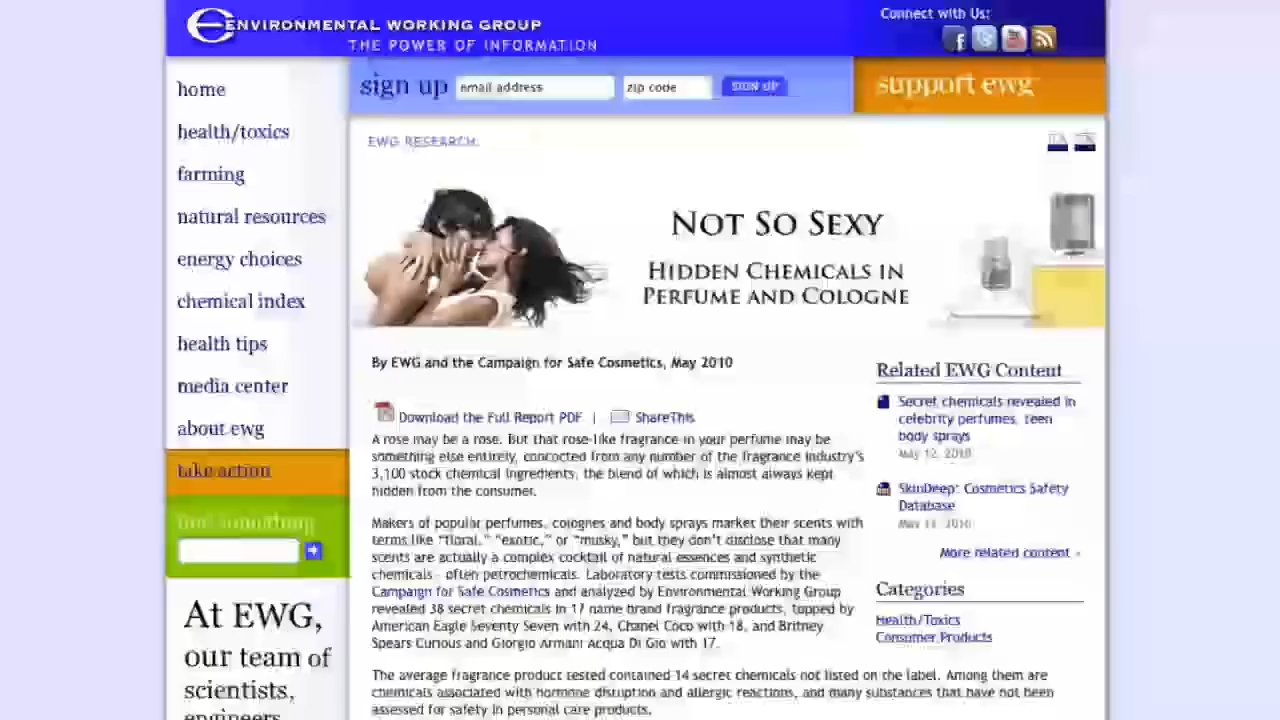 ENVIRONMENTAL WORKING GROUP
THE POWER OF INFORMATION
Connect with Us:
home
health/toxics
farming
natural resources
energy choices
chemical index
health tips
media center
about ewg
take action
find something
At EWG,
our team of
scientists,
engineers
sign up email address zip code SIGN UP
support ewg
EWG RESEARCH
NOT SO SEXY
HIDDEN CHEMICALS IN
PERFUME AND COLOGNE
By EWG and the Campaign for Safe Cosmetics, May 2010
Download the Full Report PDF | ShareThis
A rose may be a rose. But that rose-like fragrance in your perfume may be
something else entirely, concocted from any number of the fragrance industry's
3,100 stock chemical ingredients, the blend of which is almost always kept
hidden from the consumer.
Makers of popular perfumes, colognes and body sprays market their scents with
terms like "floral," "exotic," or "musky," but they don't disclose that many
scents are actually a complex cocktail of natural essences and synthetic
chemicals - often petrochemicals. Laboratory tests commissioned by the
Campaign for Safe Cosmetics and analyzed by Environmental Working Group
revealed 38 secret chemicals in 17 name brand fragrance products, topped by
American Eagle Seventy Seven with 24, Chanel Coco with 18, and Britney
Spears Curious and Giorgio Armani Acqua Di Gio with 17.
The average fragrance product tested contained 14 secret chemicals not listed on the label. Among them are
chemicals associated with hormone disruption and allergic reactions, and many substances that have not been
assessed for safety in personal care products.
Related EWG Content
Secret chemicals revealed in
celebrity perfumes, teen
body sprays
May 12, 2010
SkinDeep: Cosmetics Safety
Database
2010
More related content
Categories
Health/Toxics
Consumer Products